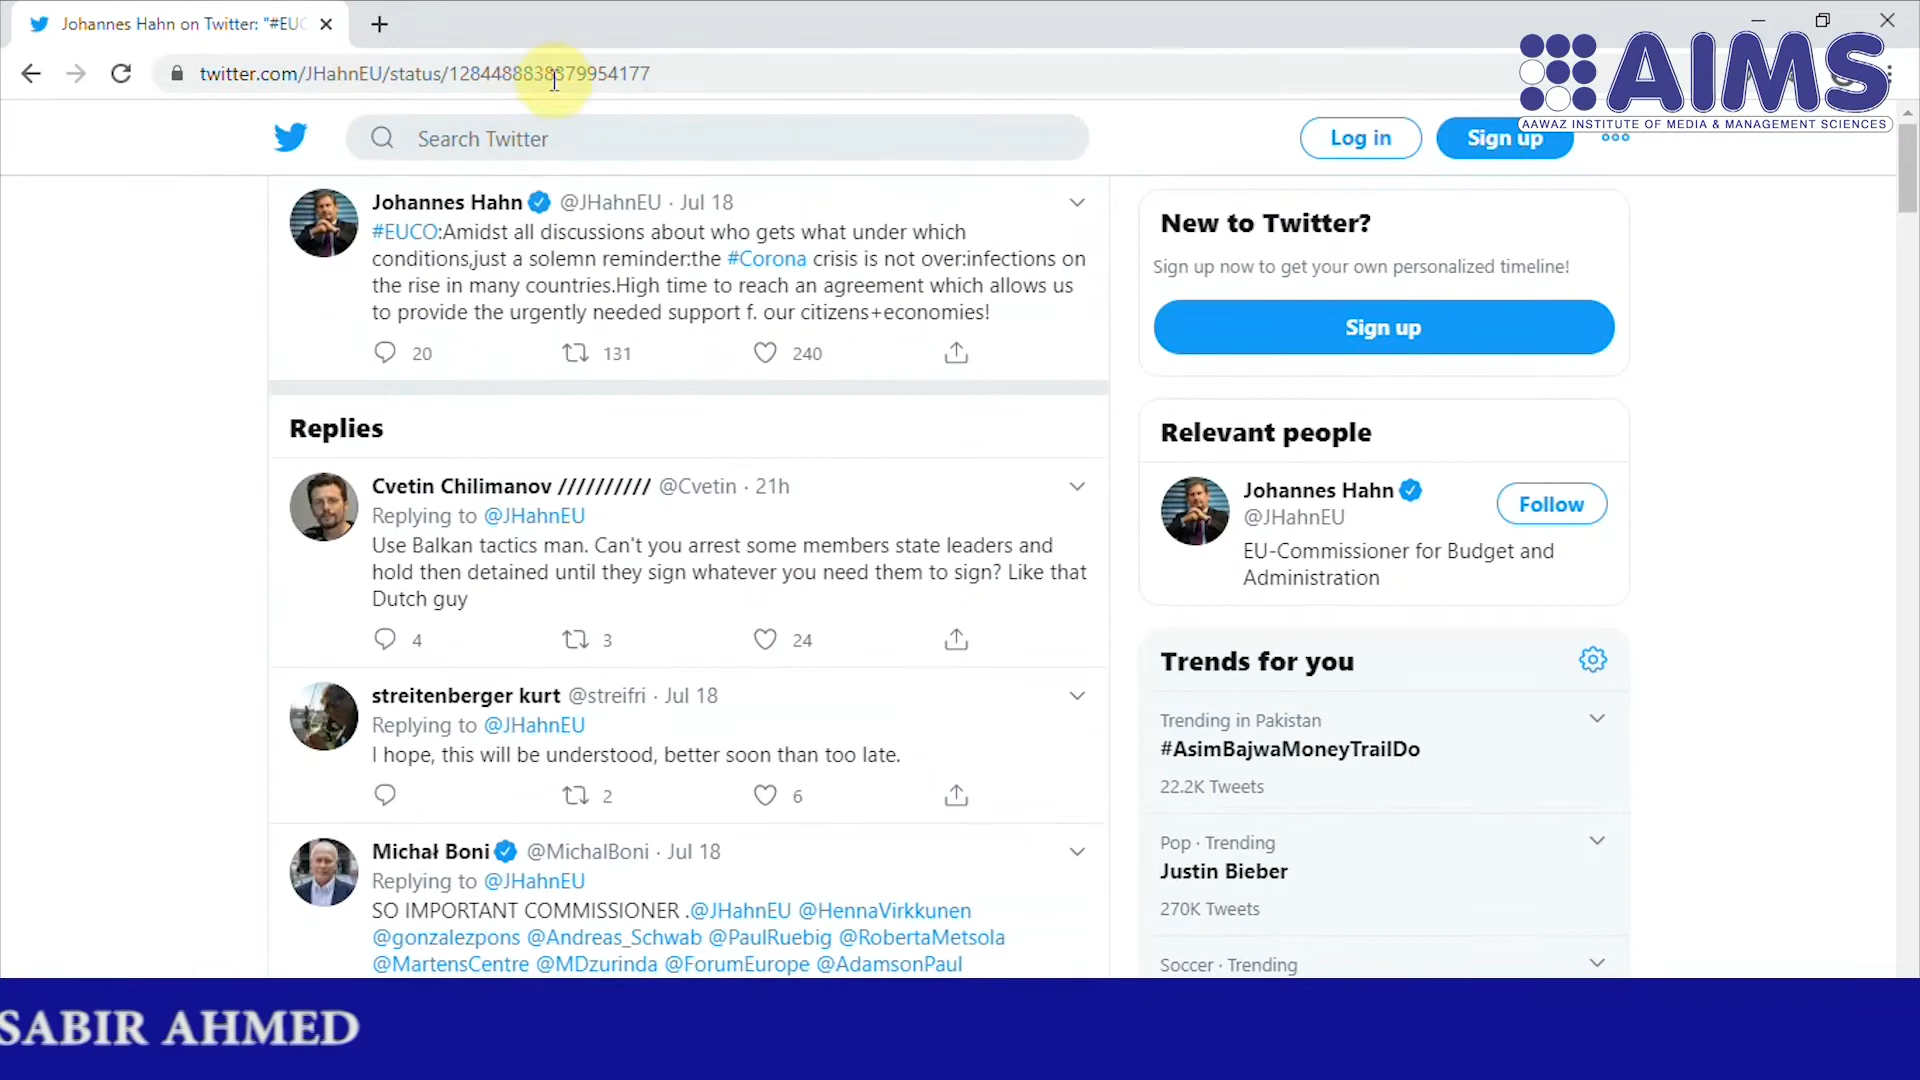 Johannes Hahn on Twitter: "#EUC
twitter.com/JHahnEU/status/1284488838379954177
AIMS
AAWAZ INSTITUTE OF MEDIA & MANAGEMENT SCIENCES
Search Twitter
Log in
Sign up
Johannes Hahn @JHahnEU · Jul 18
#EUCO:Amidst all discussions about who gets what under which
conditions,just a solemn reminder:the #Corona crisis is not over:infections on
the rise in many countries.High time to reach an agreement which allows us
to provide the urgently needed support f. our citizens+economies!
20 131 240
Replies
Cvetin Chilimanov ////////// @Cvetin · 21h
Replying to @JHahnEU
Use Balkan tactics man. Can't you arrest some members state leaders and
hold then detained until they sign whatever you need them to sign? Like that
Dutch guy
4 3 24
streitenberger kurt @streifri · Jul 18
Replying to @JHahnEU
I hope, this will be understood, better soon than too late.
2 6
Michał Boni @MichalBoni · Jul 18
Replying to @JHahnEU
SO IMPORTANT COMMISSIONER .@JHahnEU @HennaVirkkunen
@gonzalezpons @Andreas_Schwab @PaulRuebig @RobertaMetsola
@MartensCentre @MDzurinda @ForumEurope @AdamsonPaul
New to Twitter?
Sign up now to get your own personalized timeline!
Sign up
Relevant people
Johannes Hahn
@JHahnEU
Follow
EU-Commissioner for Budget and
Administration
Trends for you
Trending in Pakistan
#AsimBajwaMoneyTrailDo
22.2K Tweets
Pop · Trending
Justin Bieber
270K Tweets
Soccer · Trending
SABIR AHMED